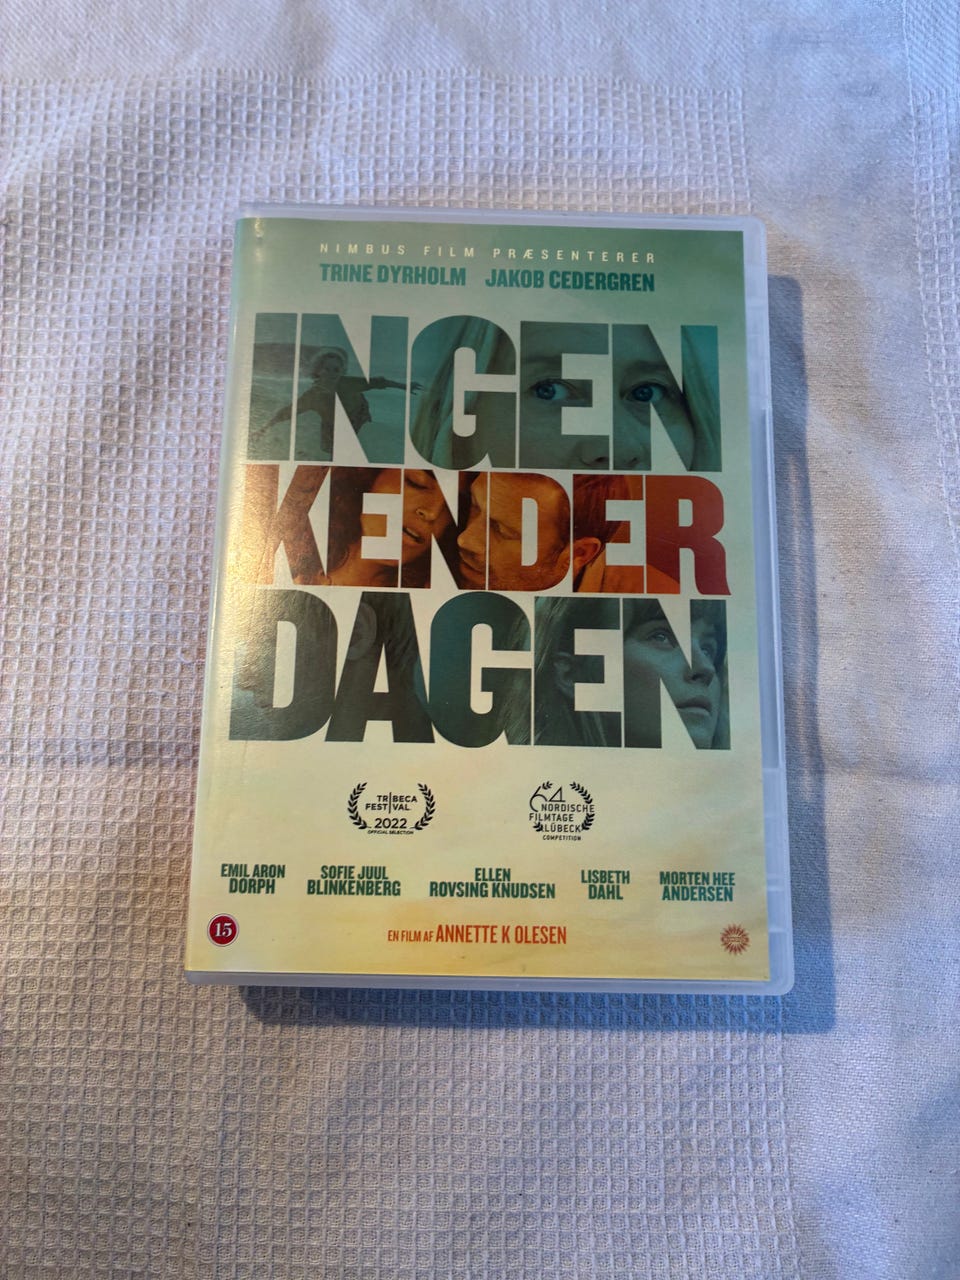 NIMBUS FILM PRÆSENTERER
TRINE DYRHOLM JAKOB CEDERGREN
INGEN
KENDER
DAGEN
TRIBECA
FESTIVAL
2022
OFFICIAL SELECTION
64
NORDISCHE
FILMTAGE
LÜBECK
COMPETITION
EMIL ARON
DORPH
SOFIE JUUL
BLINKENBERG
ELLEN
ROVSING KNUDSEN
LISBETH
DAHL
MORTEN HEE
ANDERSEN
15
EN FILM AF ANNETTE K OLESEN